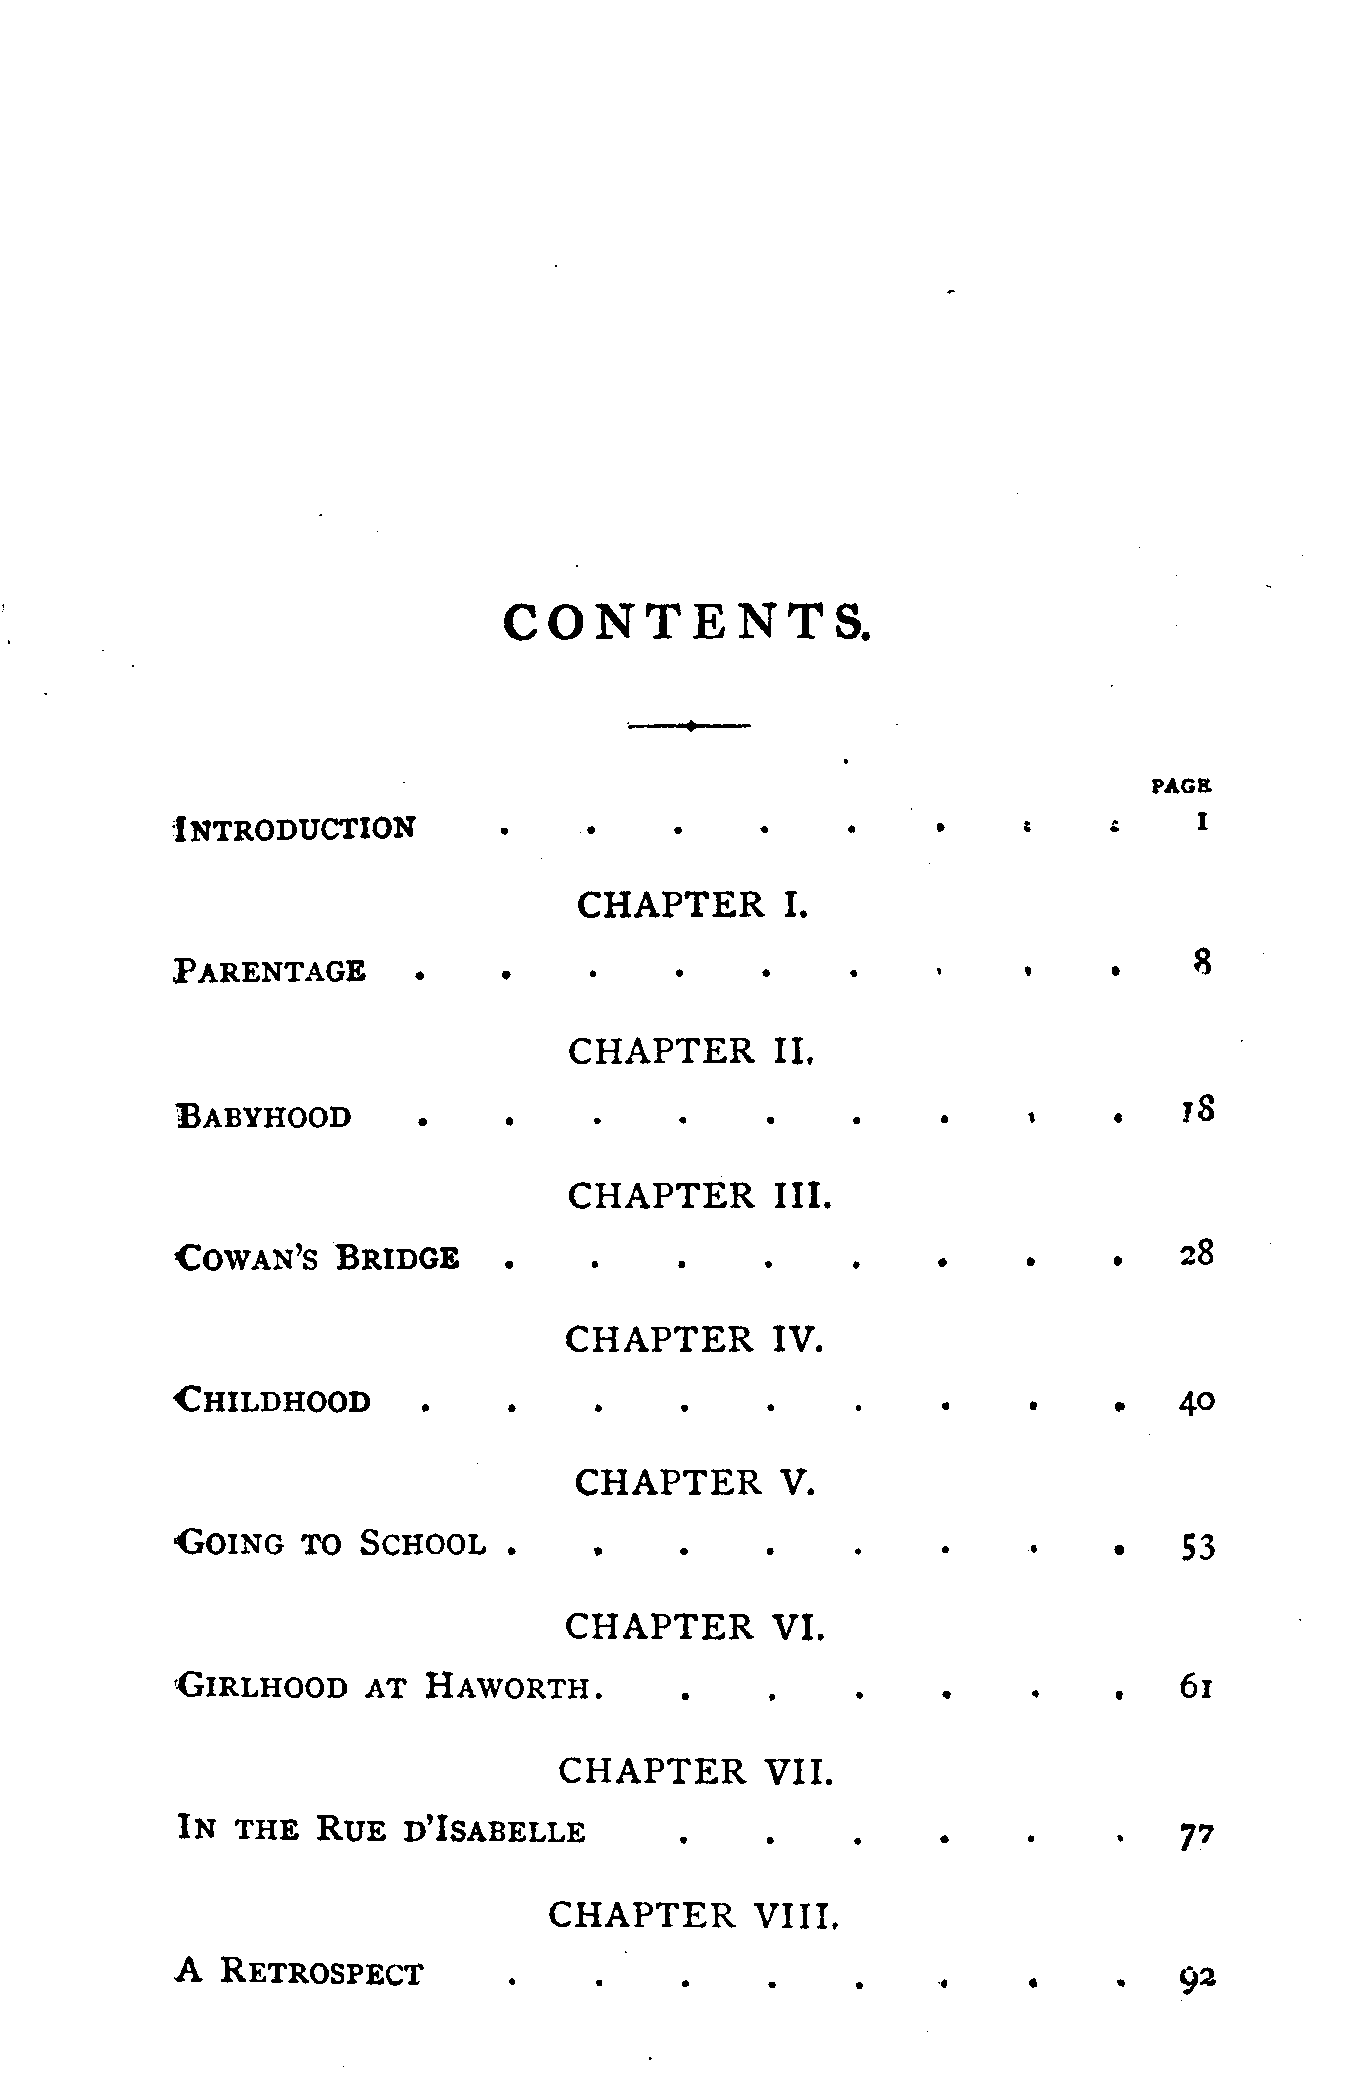 CONTENTS.
PAGE
INTRODUCTION . . . . . . . . 1
CHAPTER I.
PARENTAGE . . . . . . . . . 8
CHAPTER II.
BABYHOOD . . . . . . . . . 18
CHAPTER III.
COWAN'S BRIDGE . . . . . . . . 28
CHAPTER IV.
CHILDHOOD . . . . . . . . . 40
CHAPTER V.
GOING TO SCHOOL . . . . . . . . 53
CHAPTER VI.
GIRLHOOD AT HAWORTH . . . . . . . 61
CHAPTER VII.
IN THE RUE D'ISABELLE . . . . . . 77
CHAPTER VIII.
A RETROSPECT . . . . . . . . 92